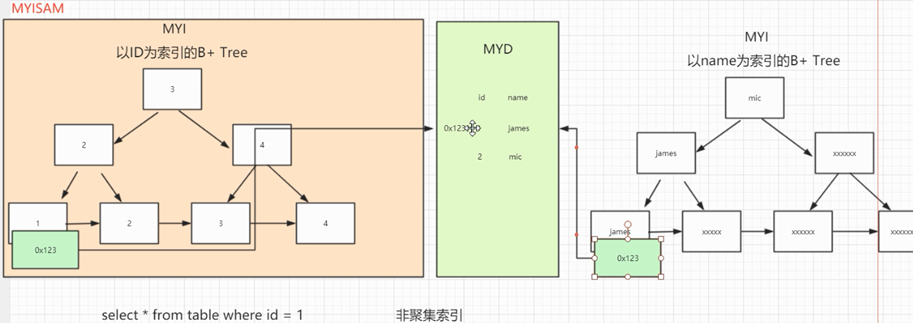 MYISAM
MYI
以ID为索引的B+ Tree
3
2
4
1
2
3
4
0x123
MYD
id name
0x123 james
2 mic
MYI
以name为索引的B+ Tree
mic
james
xxxxxx
james
xxxxx
xxxxxx
xxxxx
0x123
select * from table where id = 1
非聚集索引